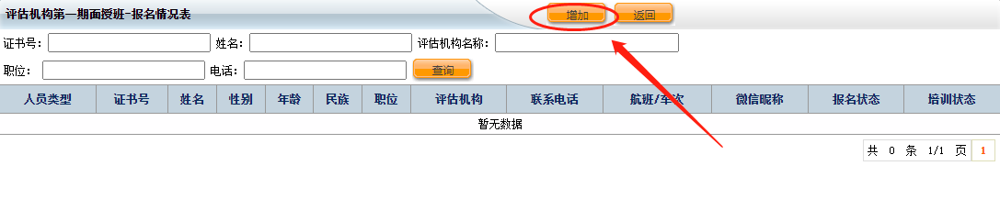 评估机构第一期面授班-报名情况表 增加 返回
证书号: 姓名: 评估机构名称:
职位: 电话: 查询
人员类型 证书号 姓名 性别 年龄 民族 职位 评估机构 联系电话 航班/车次 微信昵称 报名状态 培训状态
暂无数据
共 0 条 1/1 页 1